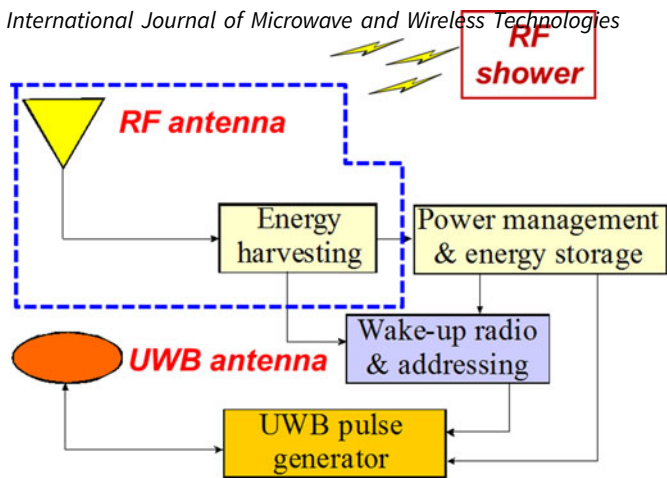 International Journal of Microwave and Wireless Technologies
RF
shower
RF antenna
Energy
harvesting
Power management
& energy storage
Wake-up radio
& addressing
UWB antenna
UWB pulse
generator